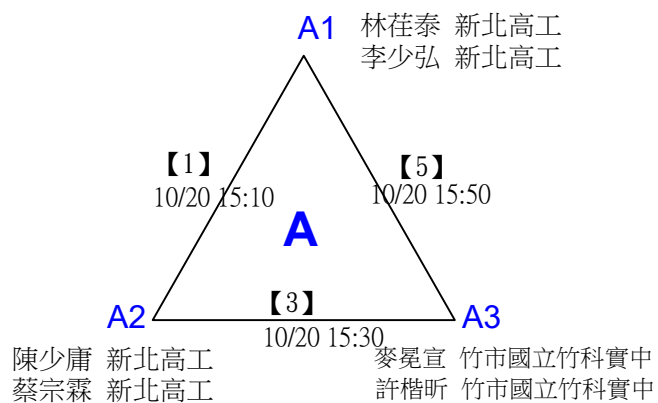 A1
林荏泰 新北高工
李少弘 新北高工
【1】
10/20 15:10
【5】
10/20 15:50
A
【3】
10/20 15:30
A2
A3
陳少庸 新北高工
蔡宗霖 新北高工
麥晃宣 竹市國立竹科實中
許楷昕 竹市國立竹科實中